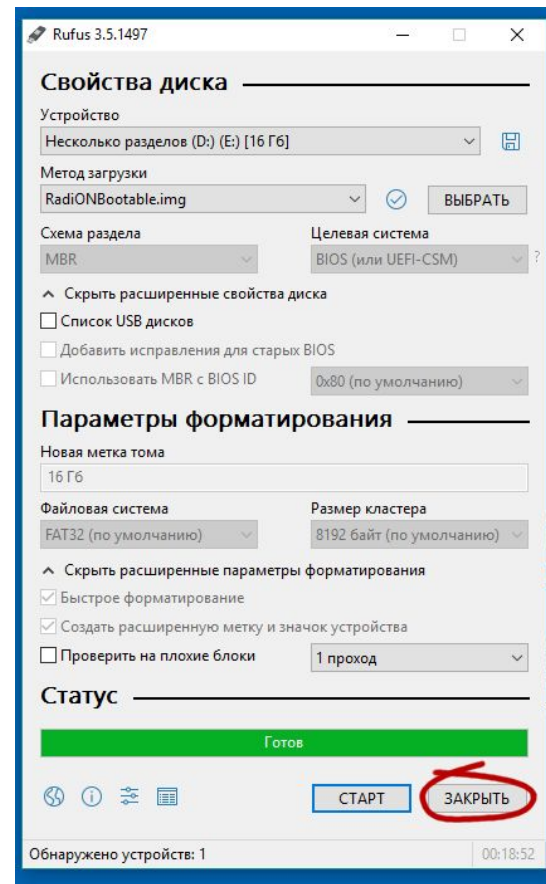 Rufus 3.5.1497
Свойства диска
Устройство
Несколько разделов (D:) (E:) [16 Гб]
Метод загрузки
RadiONBootable.img ВЫБРАТЬ
Схема раздела Целевая система
MBR BIOS (или UEFI-CSM) ?
Скрыть расширенные свойства диска
Список USB дисков
Добавить исправления для старых BIOS
Использовать MBR с BIOS ID 0x80 (по умолчанию)
Параметры форматирования
Новая метка тома
16 Гб
Файловая система Размер кластера
FAT32 (по умолчанию) 8192 байт (по умолчанию)
Скрыть расширенные параметры форматирования
Быстрое форматирование
Создать расширенную метку и значок устройства
Проверить на плохие блоки 1 проход
Статус
Готов
СТАРТ ЗАКРЫТЬ
Обнаружено устройств: 1 00:18:52